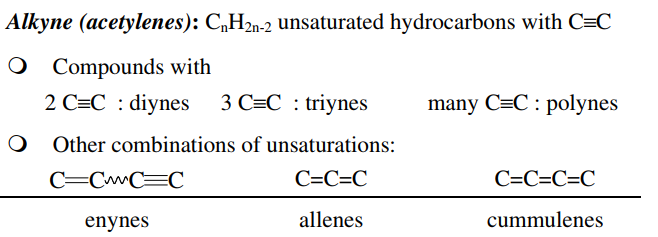 Alkyne (acetylenes): CₙH₂ₙ₋₂ unsaturated hydrocarbons with C≡C
❍ Compounds with
2 C≡C : diynes 3 C≡C : triynes many C≡C : polynes
❍ Other combinations of unsaturations:
C=C〰C≡C C=C=C C=C=C=C
enynes allenes cummulenes